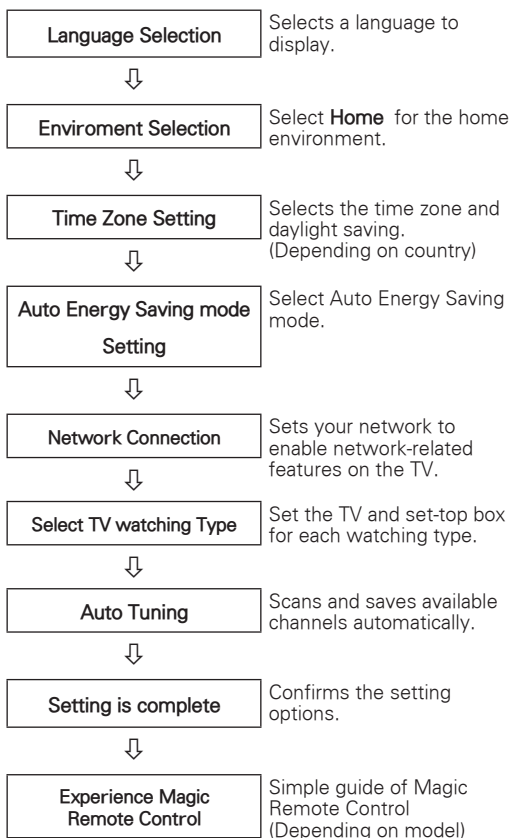 Language Selection
Selects a language to
display.
Enviroment Selection
Select Home for the home
environment.
Time Zone Setting
Selects the time zone and
daylight saving.
(Depending on country)
Auto Energy Saving mode
Setting
Select Auto Energy Saving
mode.
Network Connection
Sets your network to
enable network-related
features on the TV.
Select TV watching Type
Set the TV and set-top box
for each watching type.
Auto Tuning
Scans and saves available
channels automatically.
Setting is complete
Confirms the setting
options.
Experience Magic
Remote Control
Simple guide of Magic
Remote Control
(Depending on model)